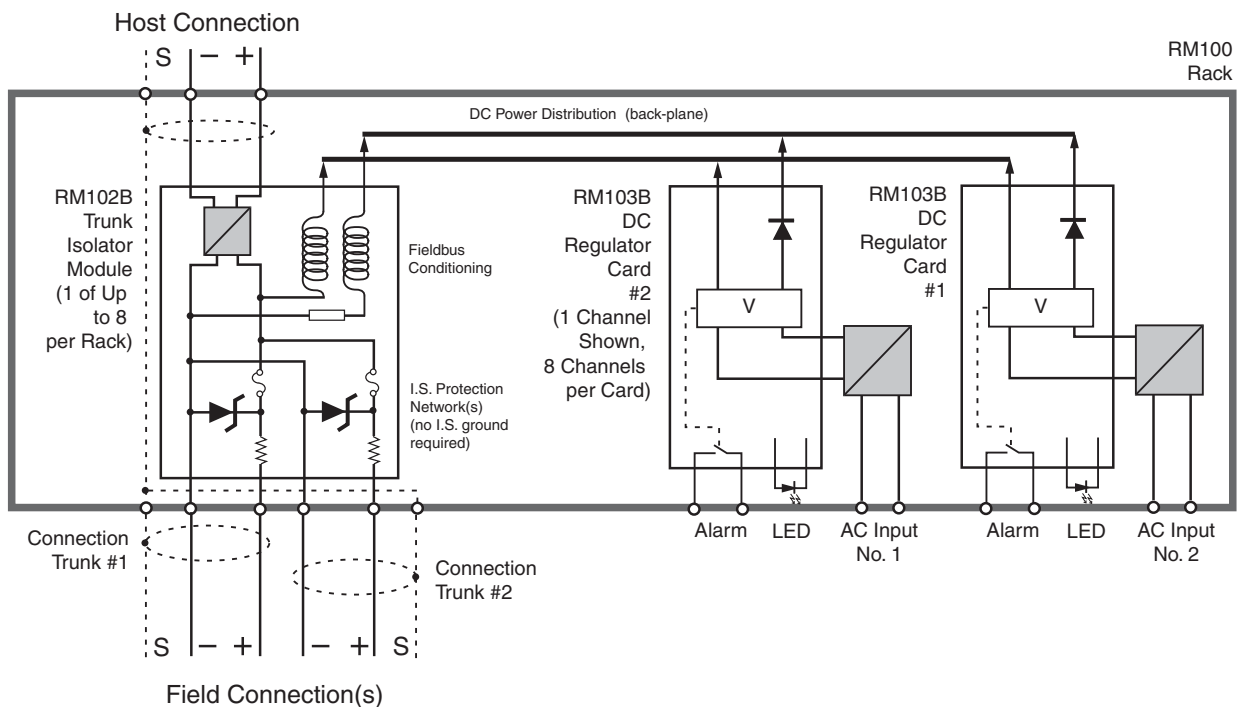 Host Connection
S − +
RM100
Rack
DC Power Distribution (back-plane)
RM102B
Trunk
Isolator
Module
(1 of Up
to 8
per Rack)
Fieldbus
Conditioning
I.S. Protection
Network(s)
(no I.S. ground
required)
RM103B
DC
Regulator
Card
#2
(1 Channel
Shown,
8 Channels
per Card)
V
RM103B
DC
Regulator
Card
#1
V
Alarm
LED
AC Input
No. 1
Alarm
LED
AC Input
No. 2
Connection
Trunk #1
Connection
Trunk #2
S − + − + S
Field Connection(s)